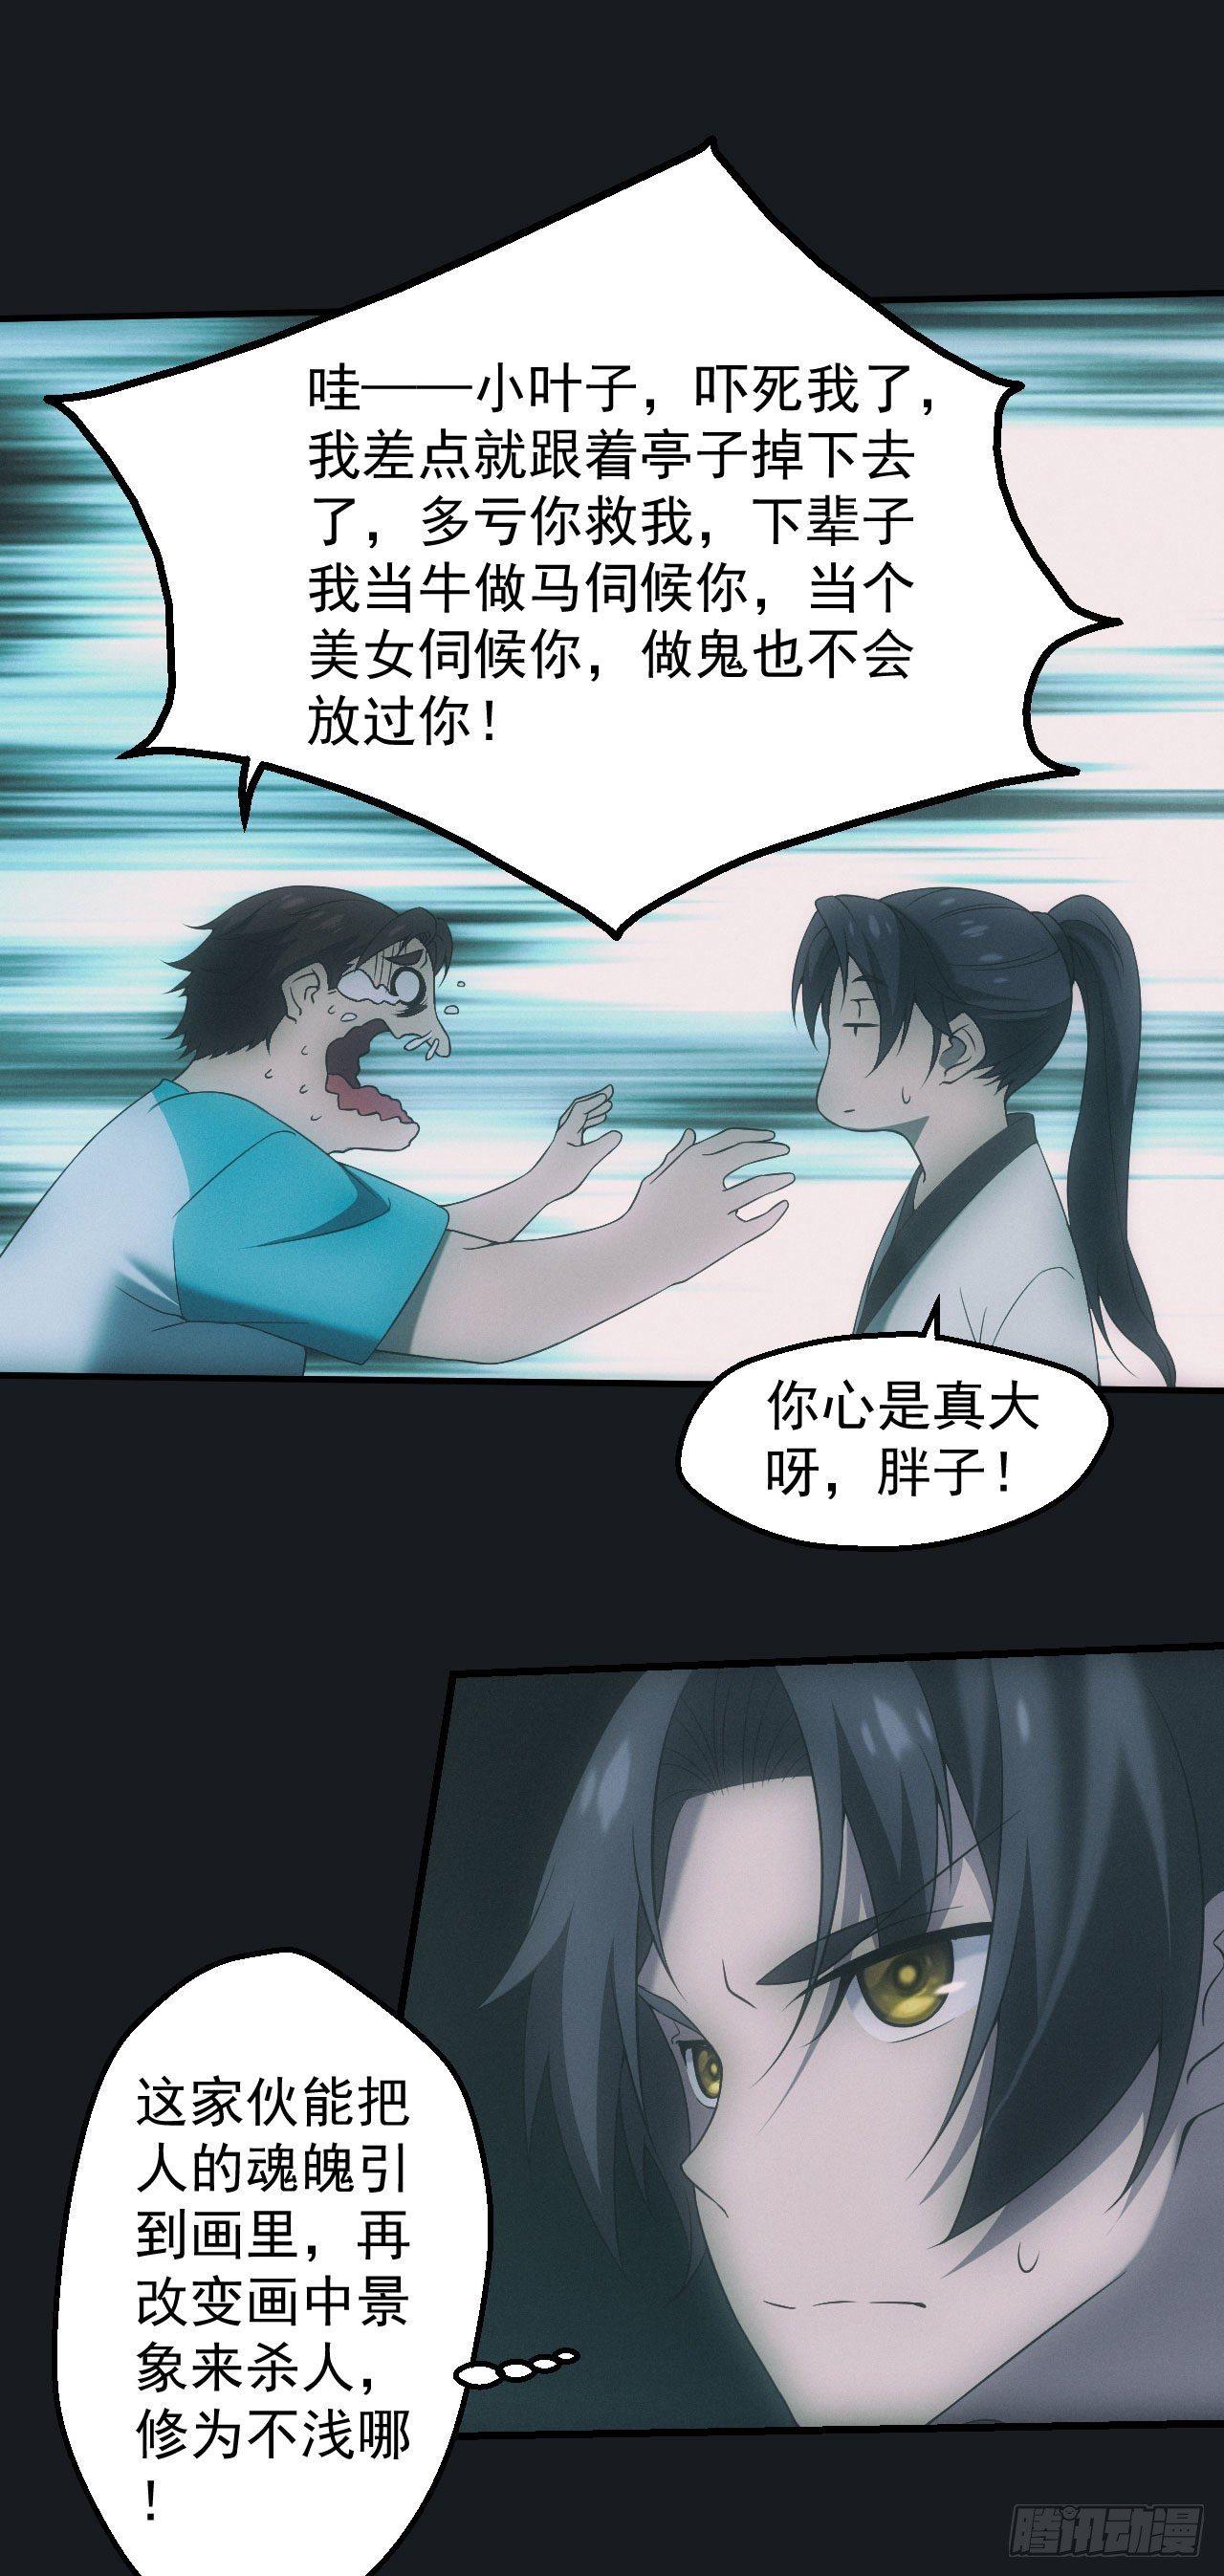 哇——小叶子，吓死我了，
我差点就跟着亭子掉下去
了，多亏你救我，下辈子
我当牛做马伺候你，当个
美女伺候你，做鬼也不会
放过你！
你心是真大
呀，胖子！
这家伙能把
人的魂魄引
到画里，再
改变画中景
象来杀人，
修为不浅哪
！
腾讯动漫